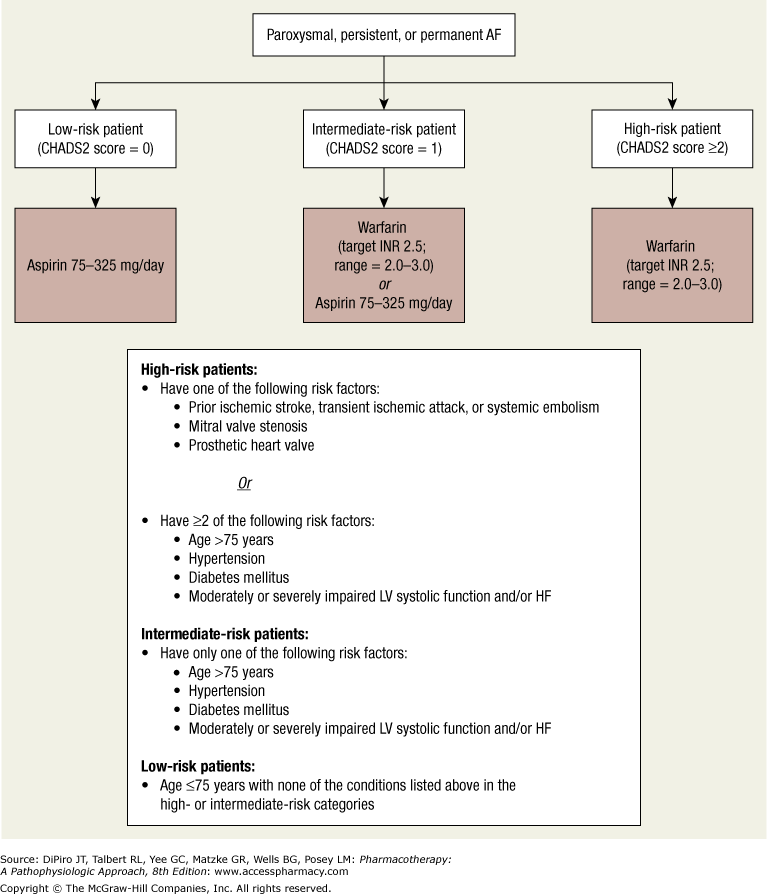 Paroxysmal, persistent, or permanent AF
Low-risk patient
(CHADS2 score = 0)
Intermediate-risk patient
(CHADS2 score = 1)
High-risk patient
(CHADS2 score ≥2)
Aspirin 75–325 mg/day
Warfarin
(target INR 2.5;
range = 2.0–3.0)
or
Aspirin 75–325 mg/day
Warfarin
(target INR 2.5;
range = 2.0–3.0)
High-risk patients:
• Have one of the following risk factors:
• Prior ischemic stroke, transient ischemic attack, or systemic embolism
• Mitral valve stenosis
• Prosthetic heart valve
Or
• Have ≥2 of the following risk factors:
• Age >75 years
• Hypertension
• Diabetes mellitus
• Moderately or severely impaired LV systolic function and/or HF
Intermediate-risk patients:
• Have only one of the following risk factors:
• Age >75 years
• Hypertension
• Diabetes mellitus
• Moderately or severely impaired LV systolic function and/or HF
Low-risk patients:
• Age ≤75 years with none of the conditions listed above in the
high- or intermediate-risk categories
Source: DiPiro JT, Talbert RL, Yee GC, Matzke GR, Wells BG, Posey LM: Pharmacotherapy:
A Pathophysiologic Approach, 8th Edition: www.accesspharmacy.com
Copyright © The McGraw-Hill Companies, Inc. All rights reserved.